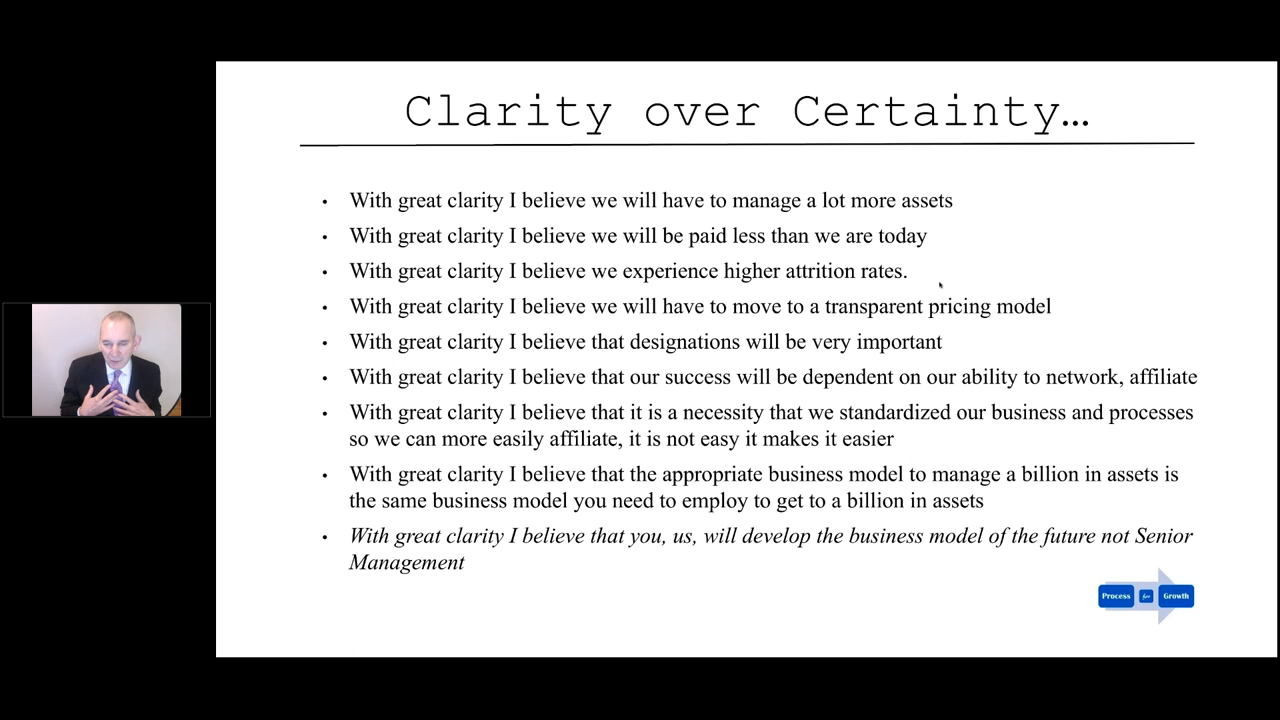 Clarity over Certainty…
• With great clarity I believe we will have to manage a lot more assets
• With great clarity I believe we will be paid less than we are today
• With great clarity I believe we experience higher attrition rates.
• With great clarity I believe we will have to move to a transparent pricing model
• With great clarity I believe that designations will be very important
• With great clarity I believe that our success will be dependent on our ability to network, affiliate
• With great clarity I believe that it is a necessity that we standardized our business and processes
so we can more easily affiliate, it is not easy it makes it easier
• With great clarity I believe that the appropriate business model to manage a billion in assets is
the same business model you need to employ to get to a billion in assets
• With great clarity I believe that you, us, will develop the business model of the future not Senior
Management
Process for Growth